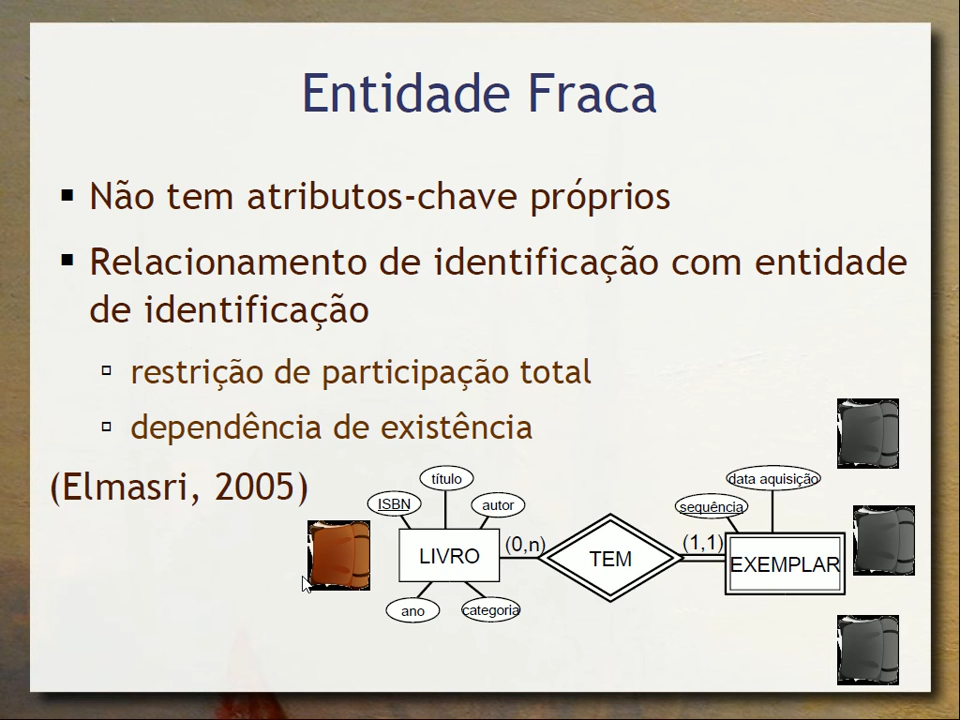 Entidade Fraca
Não tem atributos-chave próprios
Relacionamento de identificação com entidade
de identificação
restrição de participação total
dependência de existência
(Elmasri, 2005)
título
data aquisição
ISBN
autor
sequência
LIVRO
(0,n)
TEM
(1,1)
EXEMPLAR
ano
categoria